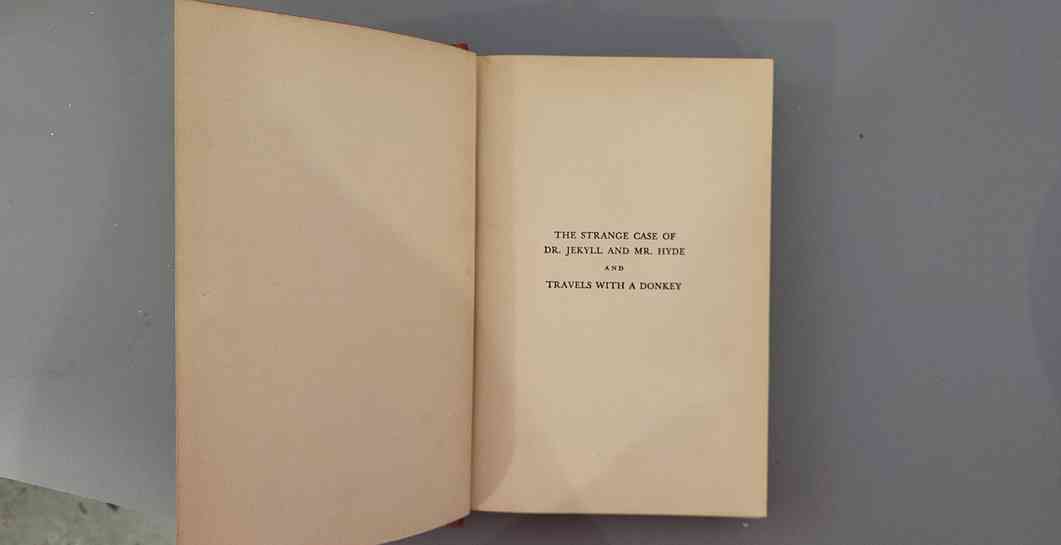 THE STRANGE CASE OF
DR. JEKYLL AND MR. HYDE
AND
TRAVELS WITH A DONKEY